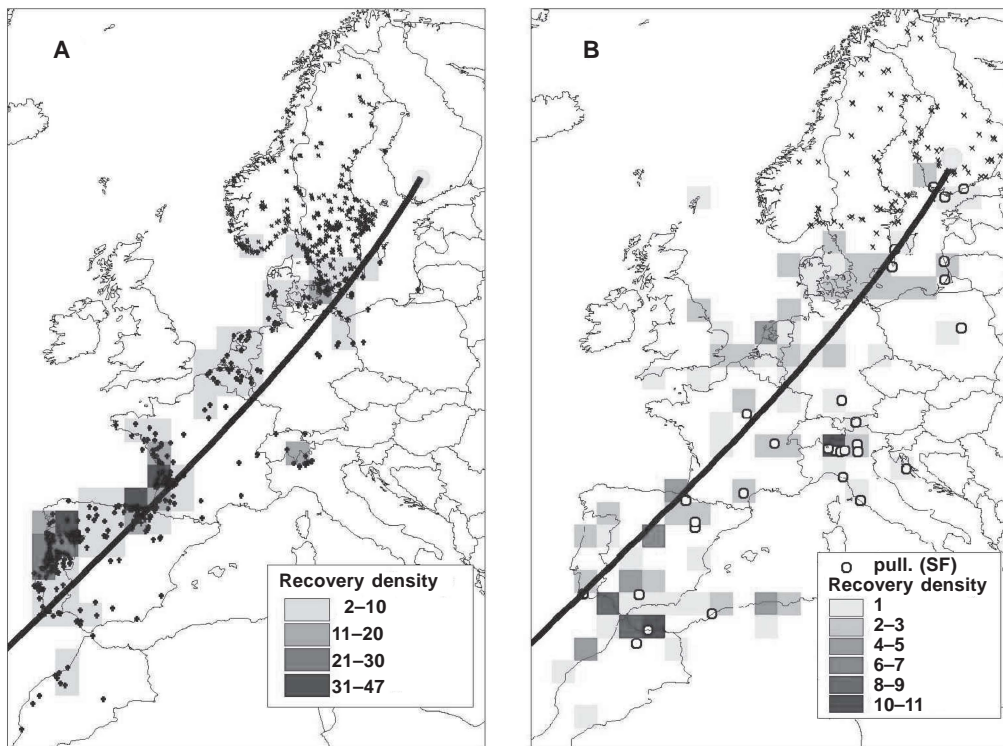 A
Recovery density
2–10
11–20
21–30
31–47
B
pull. (SF)
Recovery density
1
2–3
4–5
6–7
8–9
10–11